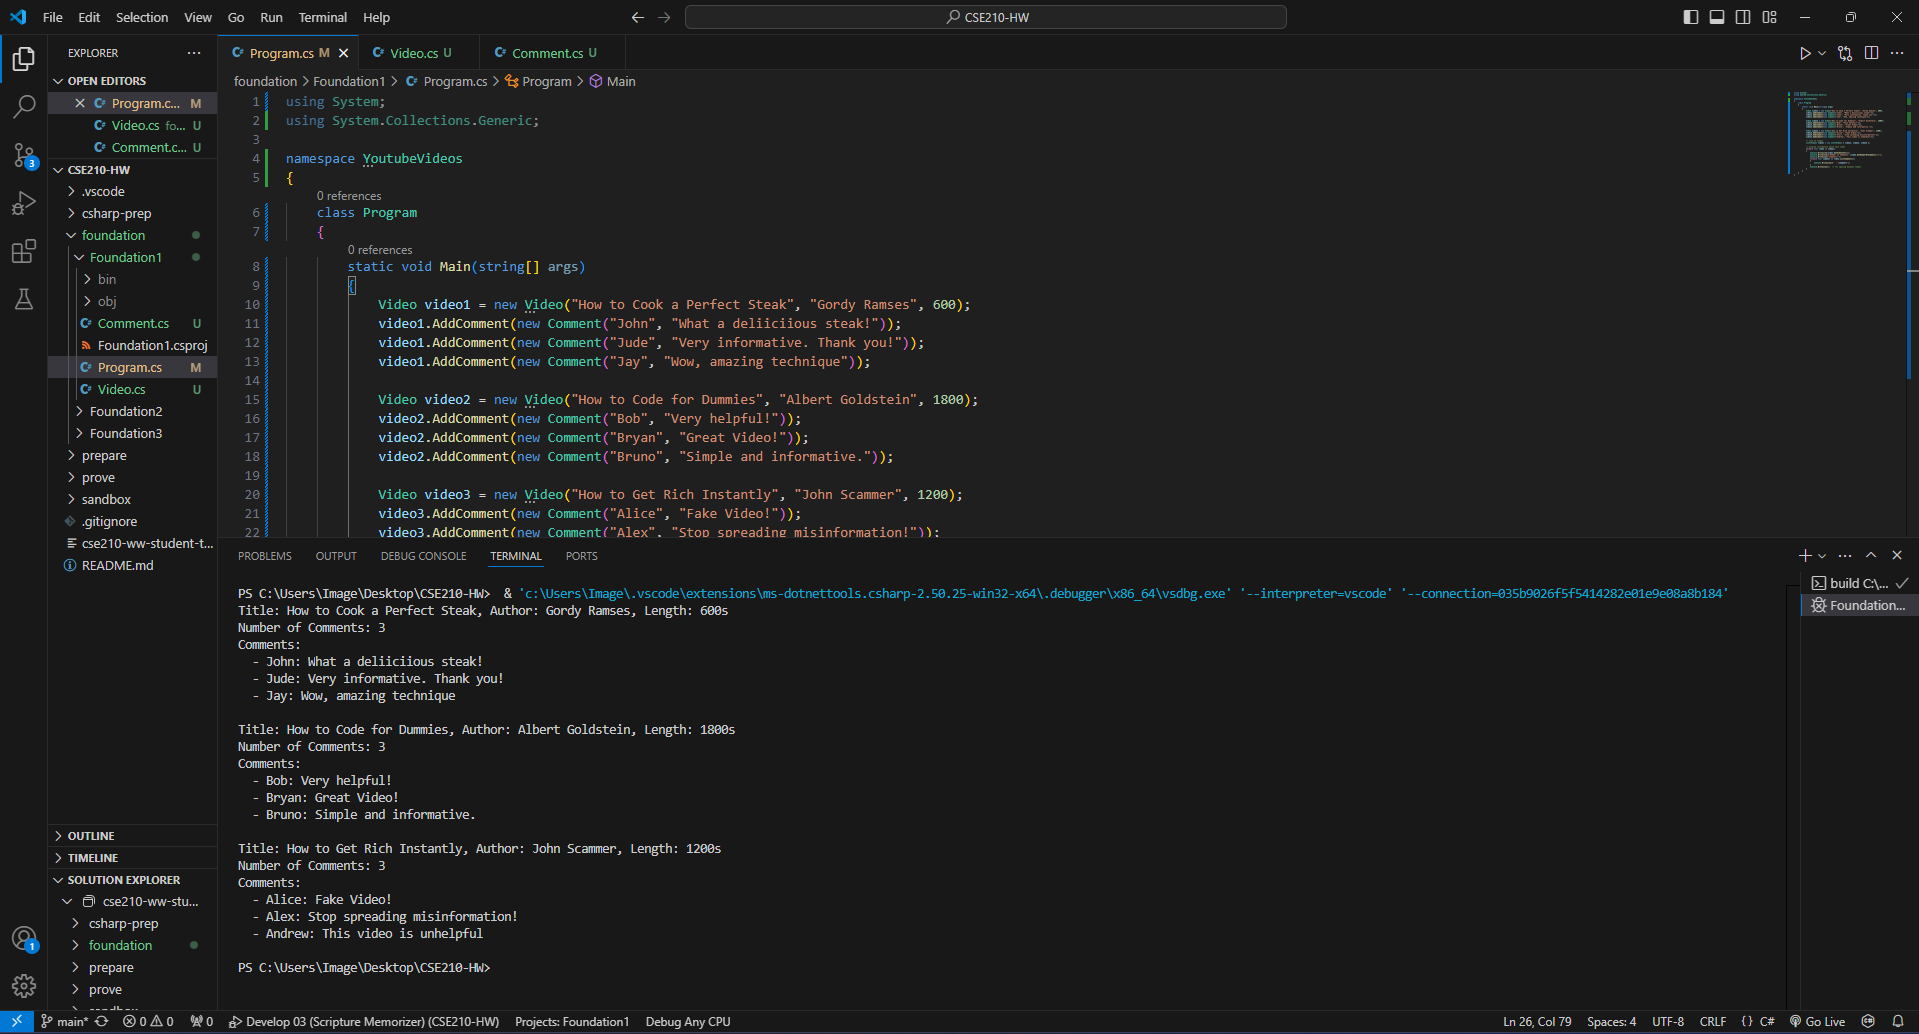 File Edit Selection View Go Run Terminal Help
CSE210-HW
EXPLORER
OPEN EDITORS
Program.c... M
Video.cs fo... U
Comment.c... U
CSE210-HW
.vscode
csharp-prep
foundation
Foundation1
bin
obj
Comment.cs U
Foundation1.csproj
Program.cs M
Video.cs U
Foundation2
Foundation3
prepare
prove
sandbox
.gitignore
cse210-ww-student-t...
README.md
OUTLINE
TIMELINE
SOLUTION EXPLORER
cse210-ww-stu...
csharp-prep
foundation
prepare
prove
3
1
Program.cs M
Video.cs U
Comment.cs U
foundation > Foundation1 > Program.cs > Program > Main
1 using System;
2 using System.Collections.Generic;
3
4 namespace YoutubeVideos
5 {
0 references
6 class Program
7 {
0 references
8 static void Main(string[] args)
9 {
10 Video video1 = new Video("How to Cook a Perfect Steak", "Gordy Ramses", 600);
11 video1.AddComment(new Comment("John", "What a deliiciious steak!"));
12 video1.AddComment(new Comment("Jude", "Very informative. Thank you!"));
13 video1.AddComment(new Comment("Jay", "Wow, amazing technique"));
14
15 Video video2 = new Video("How to Code for Dummies", "Albert Goldstein", 1800);
16 video2.AddComment(new Comment("Bob", "Very helpful!"));
17 video2.AddComment(new Comment("Bryan", "Great Video!"));
18 video2.AddComment(new Comment("Bruno", "Simple and informative."));
19
20 Video video3 = new Video("How to Get Rich Instantly", "John Scammer", 1200);
21 video3.AddComment(new Comment("Alice", "Fake Video!"));
22 video3.AddComment(new Comment("Alex", "Stop spreading misinformation!"));
PROBLEMS OUTPUT DEBUG CONSOLE TERMINAL PORTS
PS C:\Users\Image\Desktop\CSE210-HW> & 'c:\Users\Image\.vscode\extensions\ms-dotnettools.csharp-2.50.25-win32-x64\.debugger\x86_64\vsdbg.exe' '--interpreter=vscode' '--connection=035b9026f5f5414282e01e9e08a8b184'
Title: How to Cook a Perfect Steak, Author: Gordy Ramses, Length: 600s
Number of Comments: 3
Comments:
- John: What a deliiciious steak!
- Jude: Very informative. Thank you!
- Jay: Wow, amazing technique
Title: How to Code for Dummies, Author: Albert Goldstein, Length: 1800s
Number of Comments: 3
Comments:
- Bob: Very helpful!
- Bryan: Great Video!
- Bruno: Simple and informative.
Title: How to Get Rich Instantly, Author: John Scammer, Length: 1200s
Number of Comments: 3
Comments:
- Alice: Fake Video!
- Alex: Stop spreading misinformation!
- Andrew: This video is unhelpful
PS C:\Users\Image\Desktop\CSE210-HW>
build C:\...
Foundation...
main* 0 0 0 Develop 03 (Scripture Memorizer) (CSE210-HW) Projects: Foundation1 Debug Any CPU
Ln 26, Col 79 Spaces: 4 UTF-8 CRLF {} C# Go Live